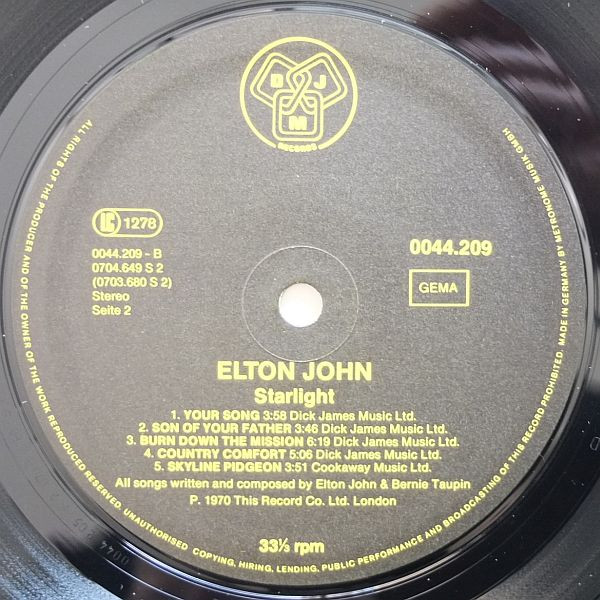 D J
M
RECORDS
ALL RIGHTS OF THE PRODUCER AND OF THE OWNER OF THE WORK REPRODUCED RESERVED. UNAUTHORISED COPYING, HIRING, LENDING, PUBLIC PERFORMANCE AND BROADCASTING OF THIS RECORD PROHIBITED. MADE IN GERMANY BY METRONOME MUSIK GMBH
LC 1278
0044.209 - B
0704.649 S 2
(0703.680 S 2)
Stereo
Seite 2
0044.209
GEMA
ELTON JOHN
Starlight
1. YOUR SONG 3:58 Dick James Music Ltd.
2. SON OF YOUR FATHER 3:46 Dick James Music Ltd.
3. BURN DOWN THE MISSION 6:19 Dick James Music Ltd.
4. COUNTRY COMFORT 5:06 Dick James Music Ltd.
5. SKYLINE PIDGEON 3:51 Cookaway Music Ltd.
All songs written and composed by Elton John & Bernie Taupin
P. 1970 This Record Co. Ltd. London
33⅓ rpm